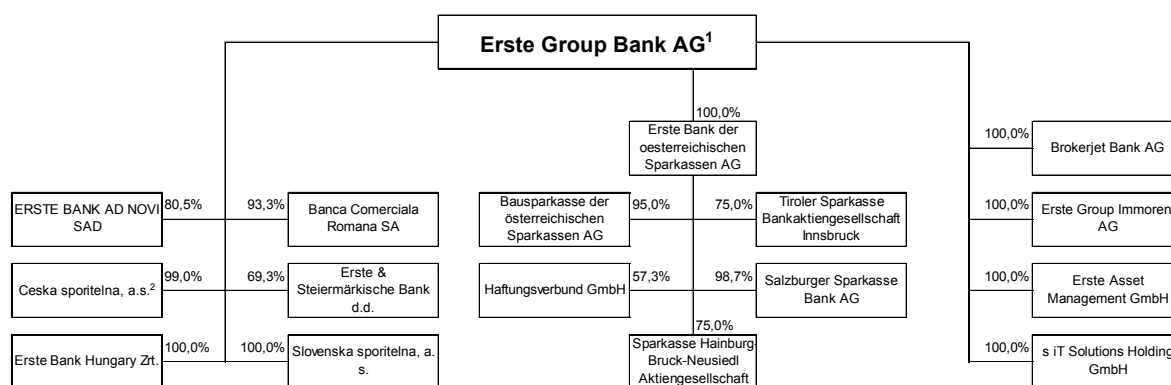 Erste Group Bank AG1
100,0%
Erste Bank der
oesterreichischen
Sparkassen AG
100,0%
Brokerjet Bank AG
ERSTE BANK AD NOVI
SAD
80,5%
93,3%
Banca Comerciala
Romana SA
Bausparkasse der
österreichischen
Sparkassen AG
95,0%
75,0%
Tiroler Sparkasse
Bankaktiengesellschaft
Innsbruck
100,0%
Erste Group Immorent
AG
Ceska sporitelna, a.s.2
99,0%
69,3%
Erste &
Steiermärkische Bank
d.d.
Haftungsverbund GmbH
57,3%
98,7%
Salzburger Sparkasse
Bank AG
100,0%
Erste Asset
Management GmbH
Erste Bank Hungary Zrt.
100,0%
100,0%
Slovenska sporitelna, a.
s.
75,0%
Sparkasse Hainburg-
Bruck-Neusiedl
Aktiengesellschaft
100,0%
s iT Solutions Holding
GmbH